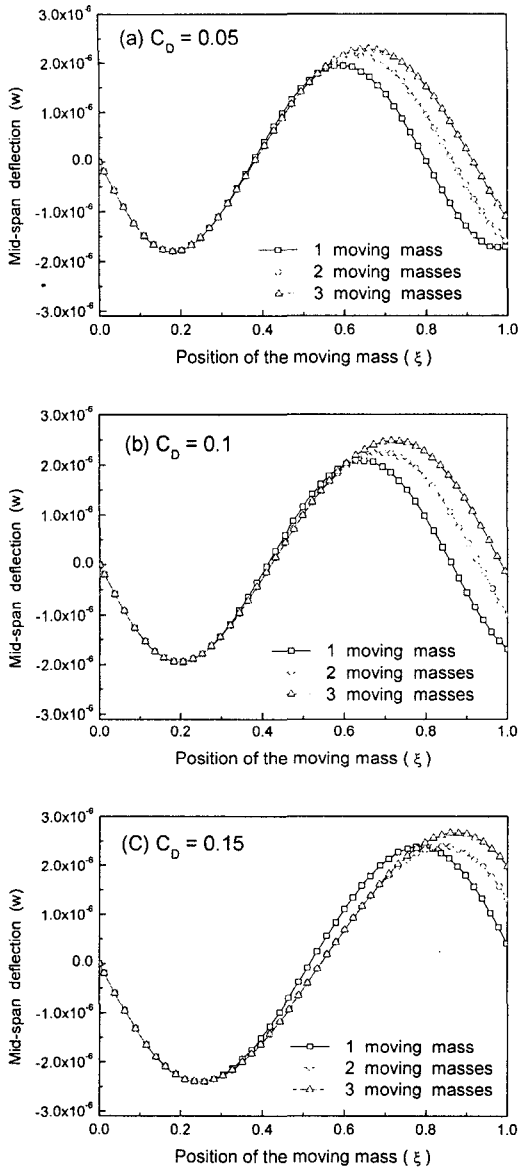 (a) C_D = 0.05
3.0x10⁻⁶
2.0x10⁻⁶
1.0x10⁻⁶
0.0
-1.0x10⁻⁶
-2.0x10⁻⁶
-3.0x10⁻⁶
Mid-span deflection (w)
1 moving mass
2 moving masses
3 moving masses
0.0 0.2 0.4 0.6 0.8 1.0
Position of the moving mass ( ξ )
(b) C_D = 0.1
3.0x10⁻⁶
2.0x10⁻⁶
1.0x10⁻⁶
0.0
-1.0x10⁻⁶
-2.0x10⁻⁶
-3.0x10⁻⁶
Mid-span deflection (w)
1 moving mass
2 moving masses
3 moving masses
0.0 0.2 0.4 0.6 0.8 1.0
Position of the moving mass ( ξ )
(C) C_D = 0.15
3.0x10⁻⁶
2.0x10⁻⁶
1.0x10⁻⁶
0.0
-1.0x10⁻⁶
-2.0x10⁻⁶
-3.0x10⁻⁶
Mid-span deflection (w)
1 moving mass
2 moving masses
3 moving masses
0.0 0.2 0.4 0.6 0.8 1.0
Position of the moving mass ( ξ )